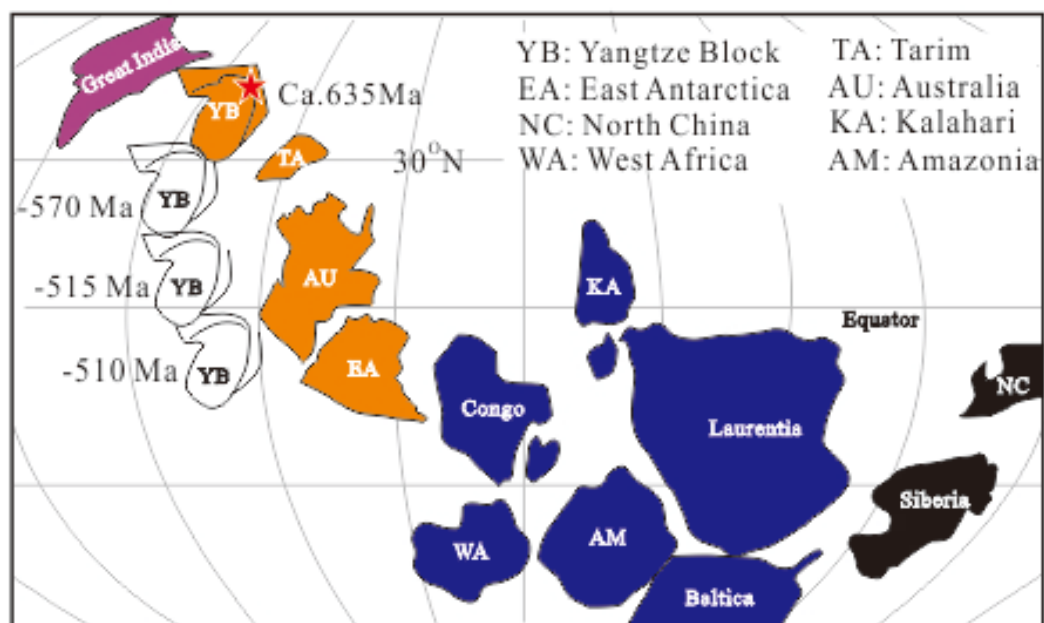 Great India
YB
Ca.635Ma
YB: Yangtze Block
TA: Tarim
EA: East Antarctica
AU: Australia
NC: North China
KA: Kalahari
WA: West Africa
AM: Amazonia
TA
30°N
YB
-570 Ma
AU
KA
-515 Ma
YB
Equator
-510 Ma
YB
EA
NC
Congo
Laurentia
Siberia
WA
AM
Baltica